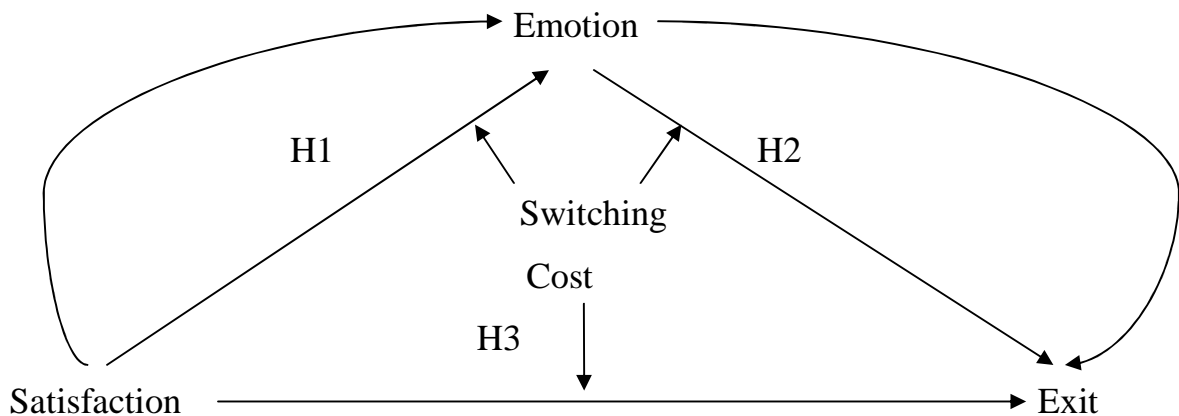 Emotion
H1
H2
Switching
Cost
H3
Satisfaction
Exit